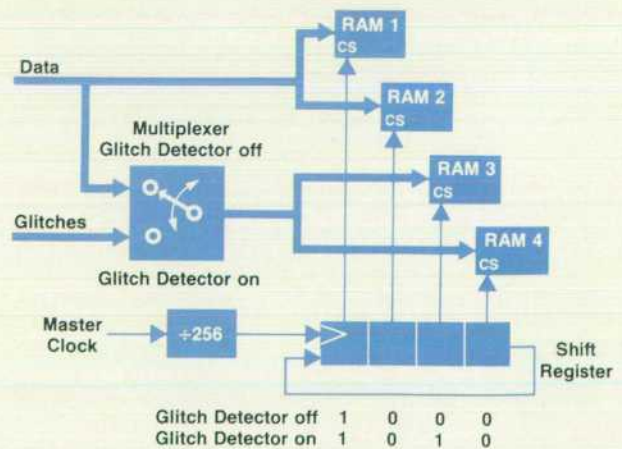 RAM 1
CS
Data
RAM 2
CS
Multiplexer
Glitch Detector off
RAM 3
CS
Glitches
RAM 4
CS
Glitch Detector on
Master
Clock
÷256
Shift
Register
Glitch Detector off 1 0 0 0
Glitch Detector on 1 0 1 0